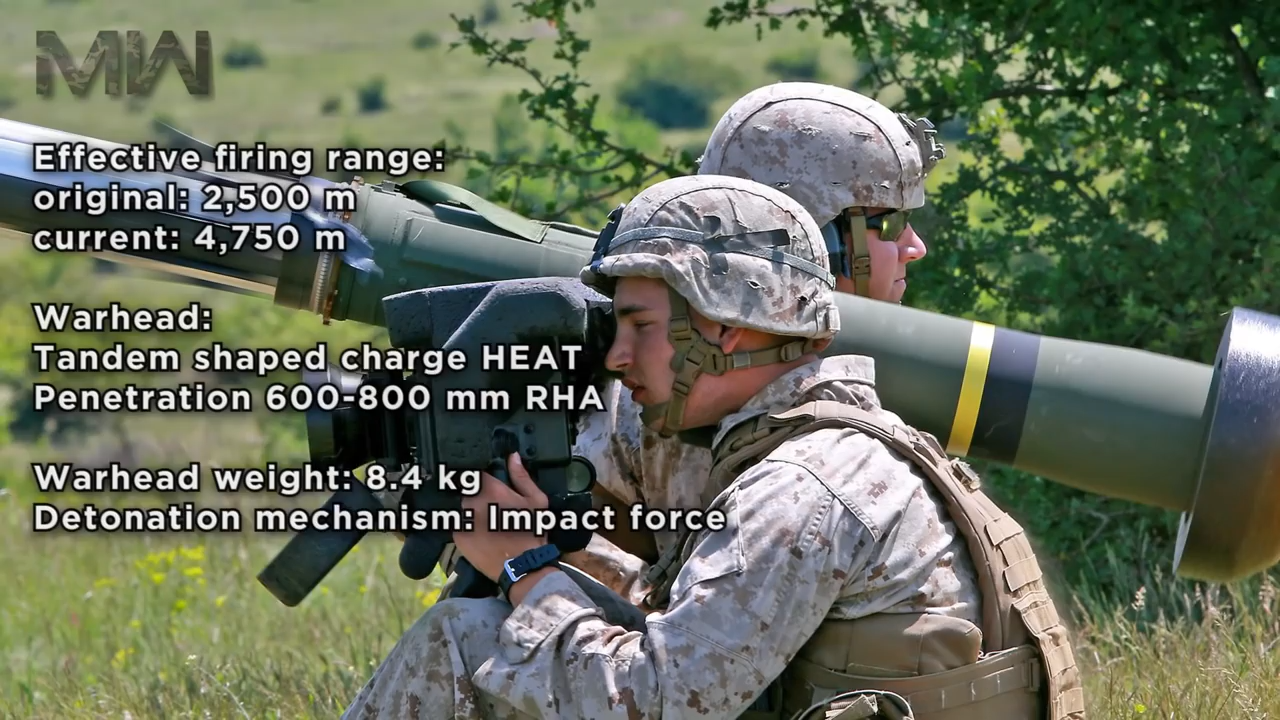 MW
Effective firing range:
original: 2,500 m
current: 4,750 m
Warhead:
Tandem shaped charge HEAT
Penetration 600-800 mm RHA
Warhead weight: 8.4 kg
Detonation mechanism: Impact force